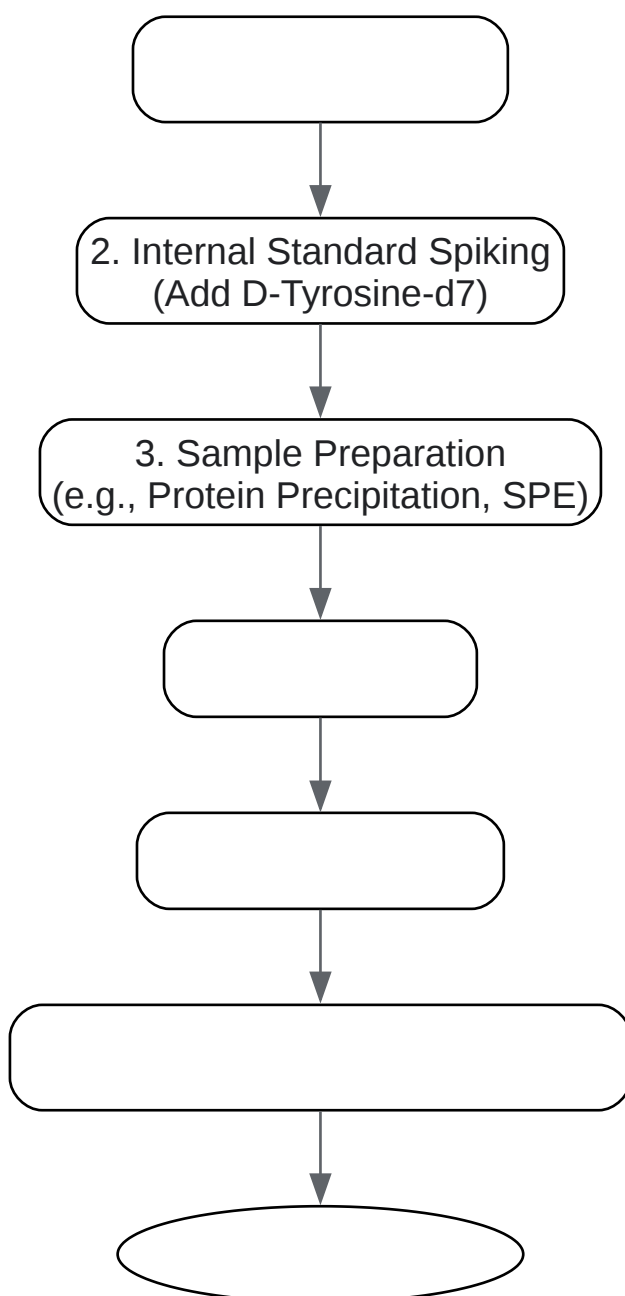 2. Internal Standard Spiking
(Add D-Tyrosine-d7)
3. Sample Preparation
(e.g., Protein Precipitation, SPE)